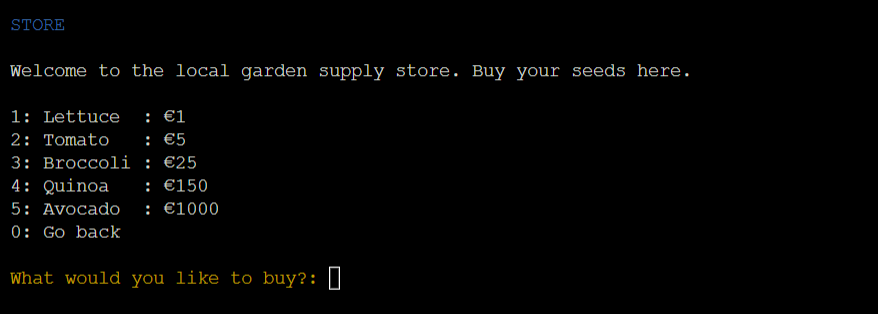 STORE
Welcome to the local garden supply store. Buy your seeds here.
1: Lettuce  : €1
2: Tomato   : €5
3: Broccoli : €25
4: Quinoa   : €150
5: Avocado  : €1000
0: Go back
What would you like to buy?: